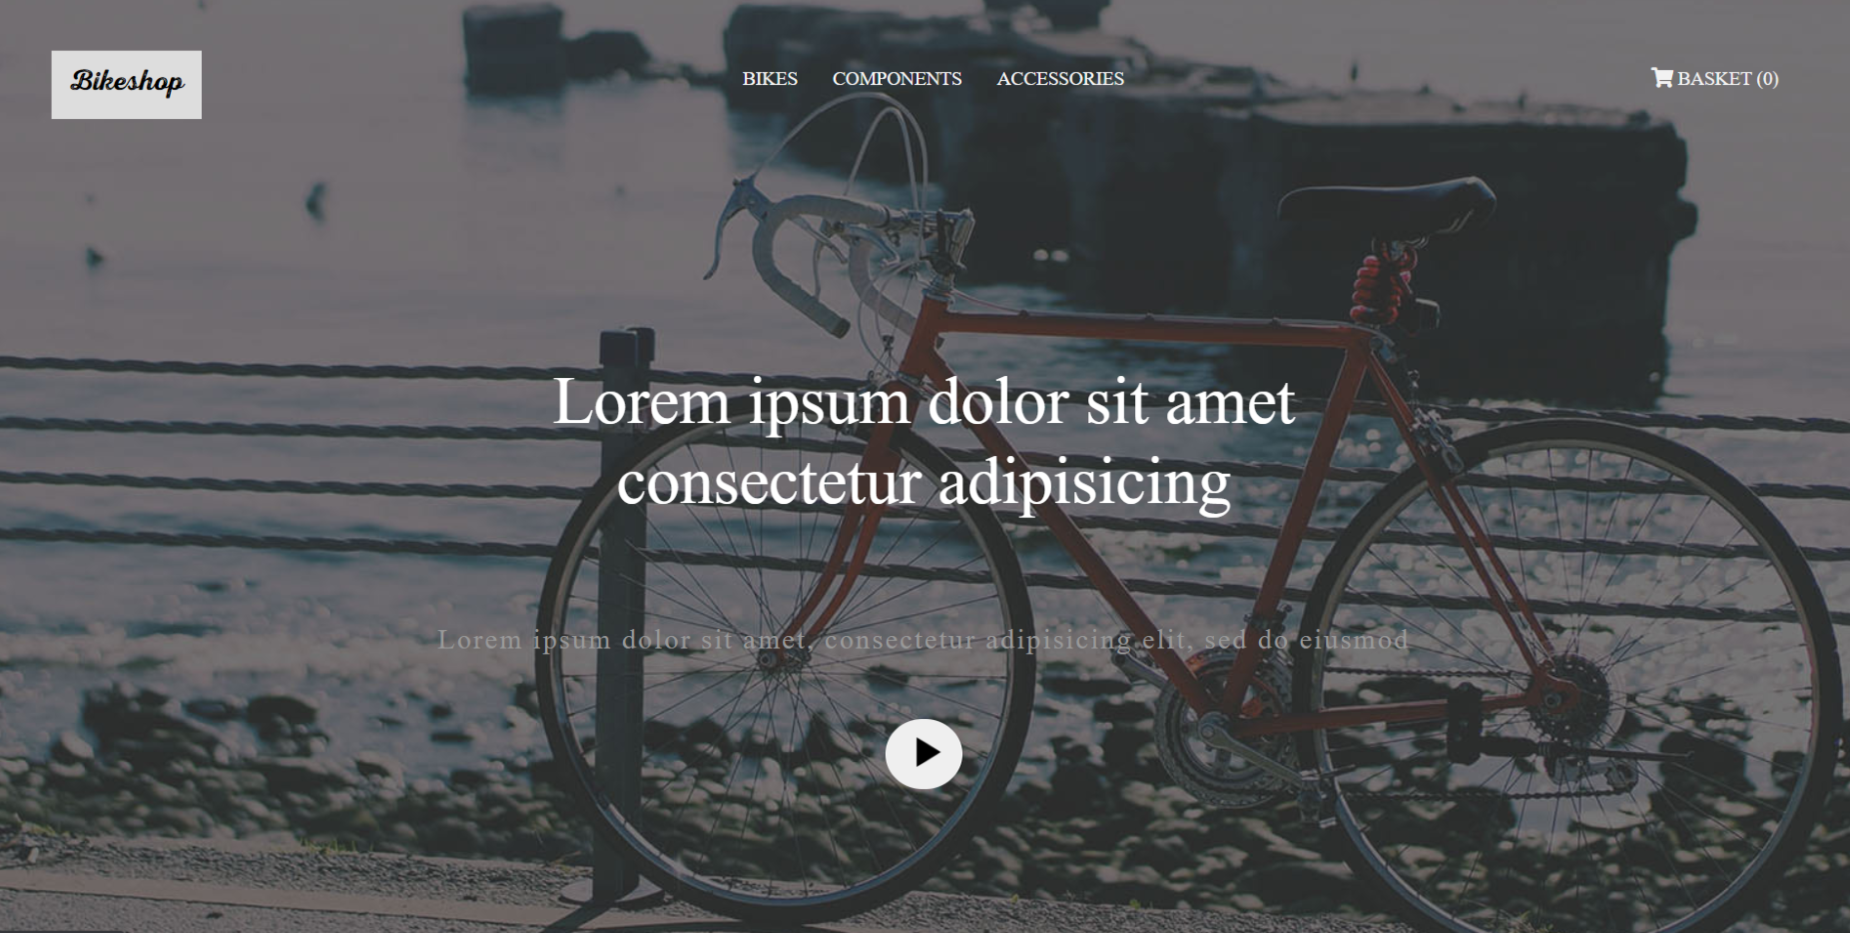 Bikeshop
BIKES COMPONENTS ACCESSORIES
BASKET (0)
Lorem ipsum dolor sit amet
consectetur adipisicing
Lorem ipsum dolor sit amet, consectetur adipisicing elit, sed do eiusmod